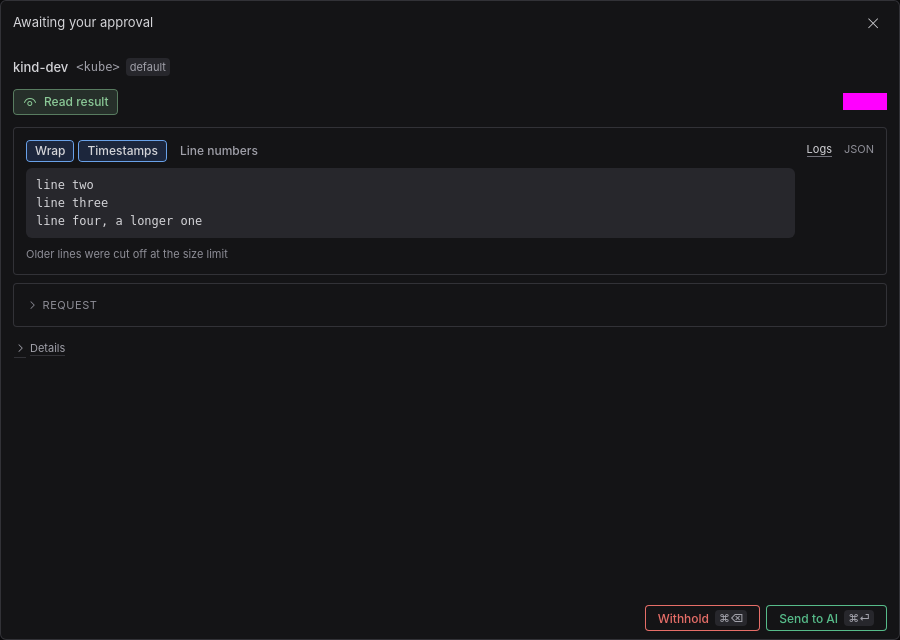 Awaiting your approval
kind-dev <kube> default
Read result
Wrap Timestamps Line numbers Logs JSON
line two
line three
line four, a longer one
Older lines were cut off at the size limit
REQUEST
Details
Withhold ⌘⌫ Send to AI ⌘⏎